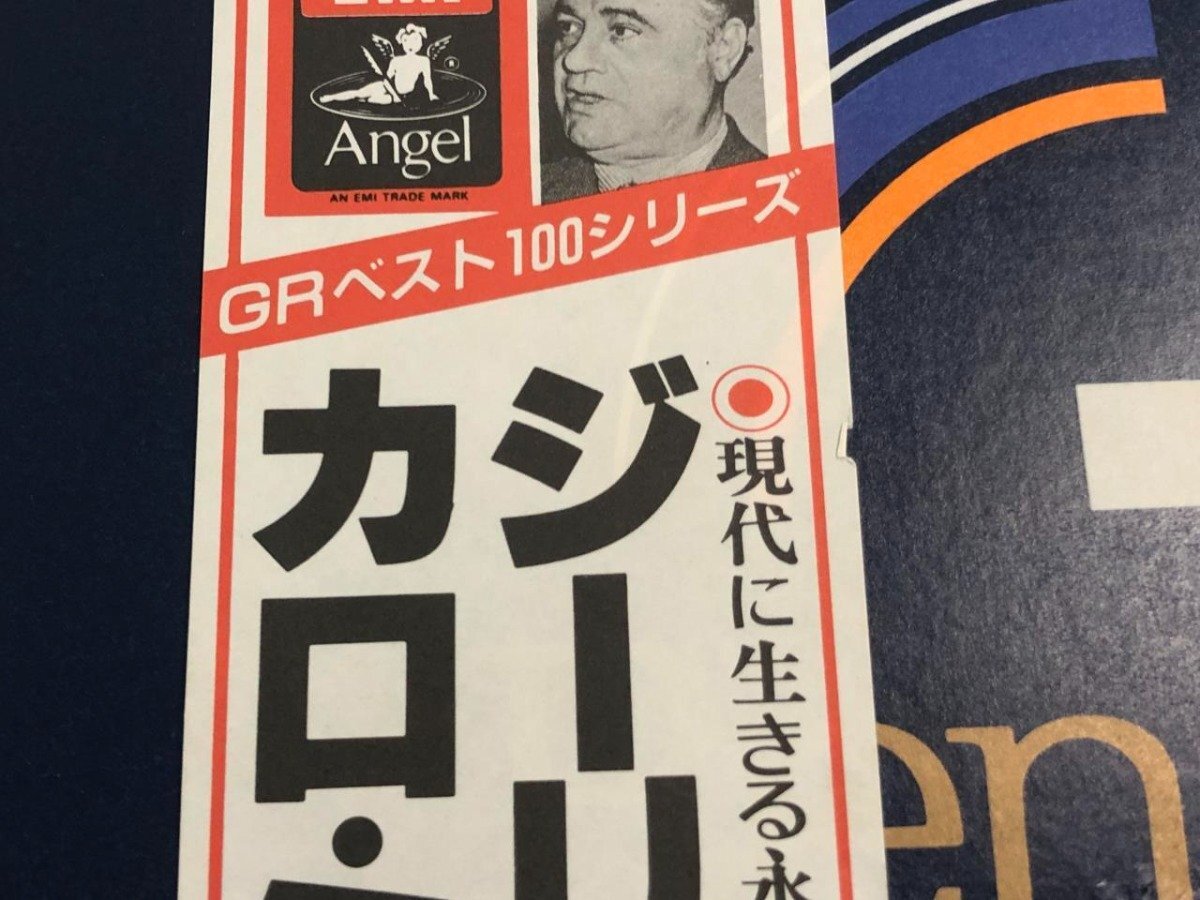 EMI
Angel
AN EMI TRADE MARK
GRベスト100シリーズ
◉現代に生きる永
ジーリ
カロ・
en